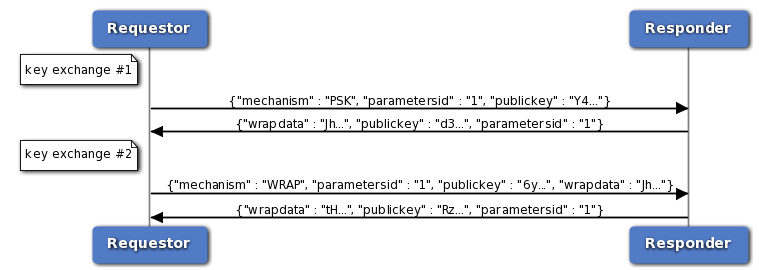 Requestor Responder
key exchange #1
{"mechanism" : "PSK", "parametersid" : "1", "publickey" : "Y4..."}
{"wrapdata" : "Jh...", "publickey" : "d3...", "parametersid" : "1"}
key exchange #2
{"mechanism" : "WRAP", "parametersid" : "1", "publickey" : "6y...", "wrapdata" : "Jh..."}
{"wrapdata" : "tH...", "publickey" : "Rz...", "parametersid" : "1"}
Requestor Responder